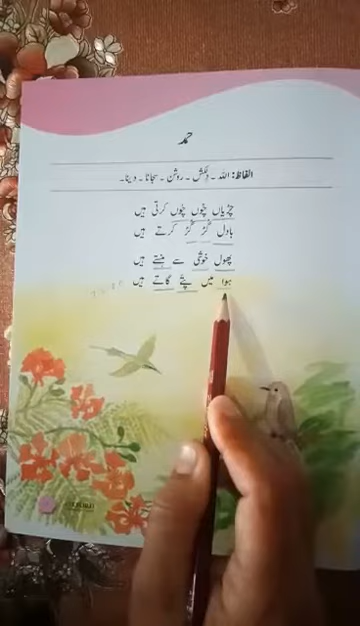 حمد
الفاظ: اللہ ۔ دلکش ۔ روشن ۔ سجانا ۔ دینا ۔
چڑیاں چوں چوں کرتی ہیں
بادل گڑ گڑ کرتے ہیں
پھول خوشی سے ہنستے ہیں
ہوا میں پتے گاتے ہیں